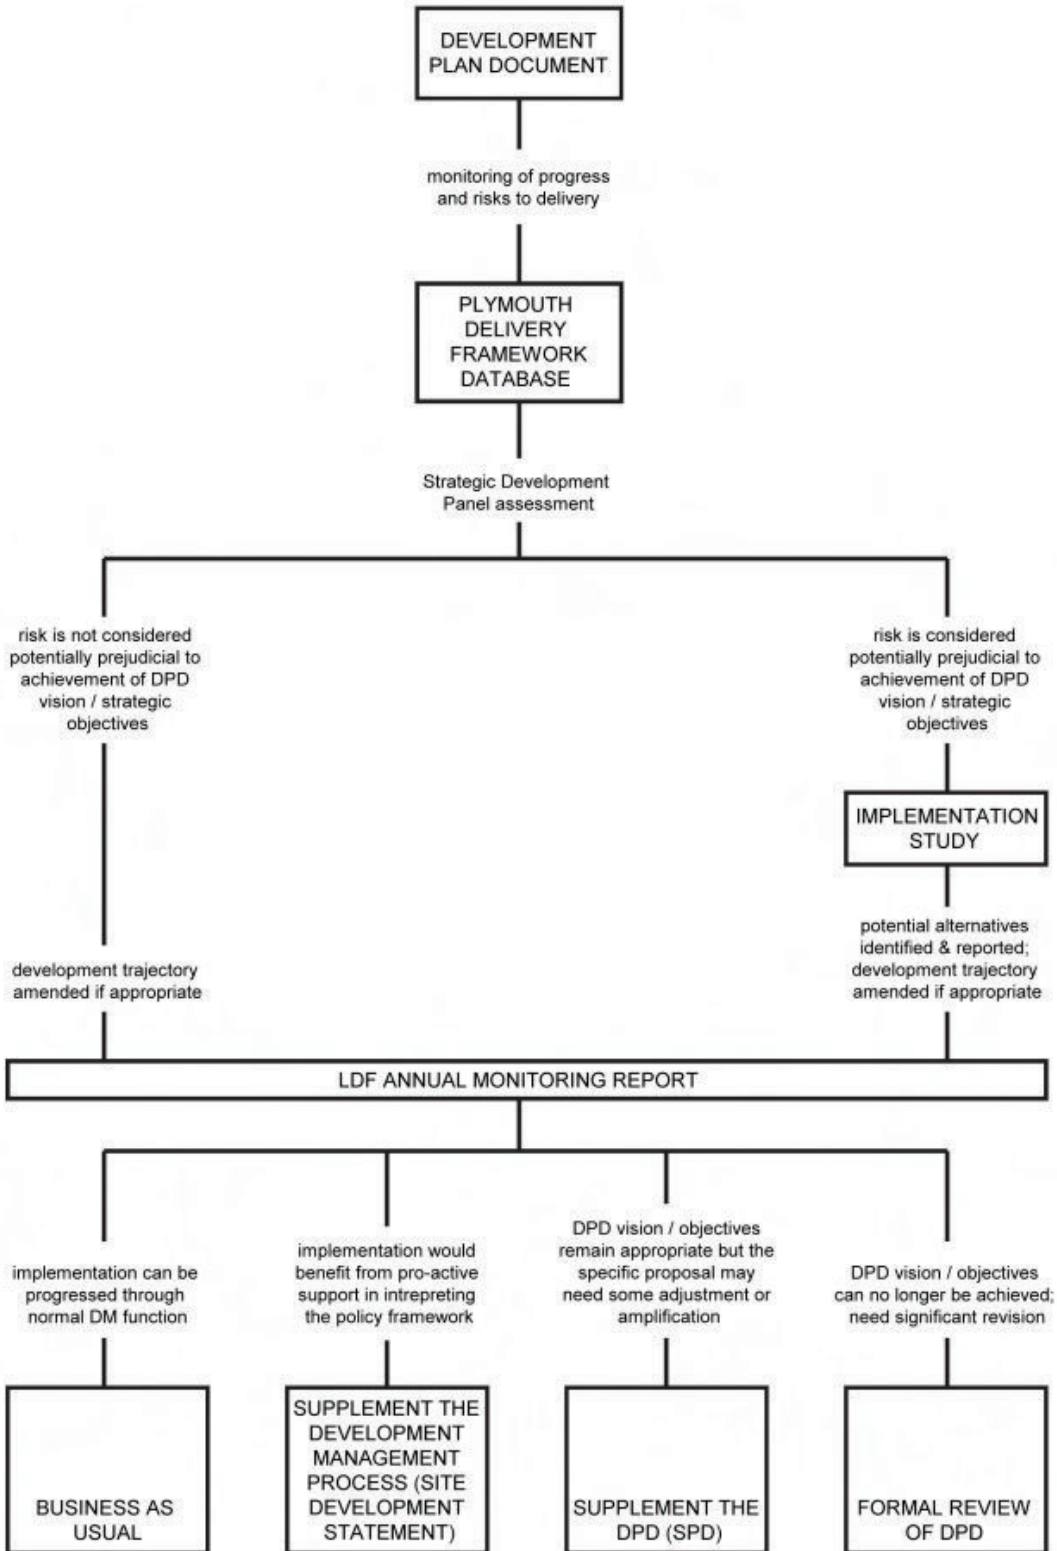 DEVELOPMENT
PLAN DOCUMENT
monitoring of progress
and risks to delivery
PLYMOUTH
DELIVERY
FRAMEWORK
DATABASE
Strategic Development
Panel assessment
risk is not considered
potentially prejudicial to
achievement of DPD
vision / strategic
objectives
risk is considered
potentially prejudicial to
achievement of DPD
vision / strategic
objectives
IMPLEMENTATION
STUDY
development trajectory
amended if appropriate
potential alternatives
identified & reported;
development trajectory
amended if appropriate
LDF ANNUAL MONITORING REPORT
implementation can be
progressed through
normal DM function
implementation would
benefit from pro-active
support in intrepreting
the policy framework
DPD vision / objectives
remain appropriate but the
specific proposal may
need some adjustment or
amplification
DPD vision / objectives
can no longer be achieved;
need significant revision
BUSINESS AS
USUAL
SUPPLEMENT THE
DEVELOPMENT
MANAGEMENT
PROCESS (SITE
DEVELOPMENT
STATEMENT)
SUPPLEMENT THE
DPD (SPD)
FORMAL REVIEW
OF DPD